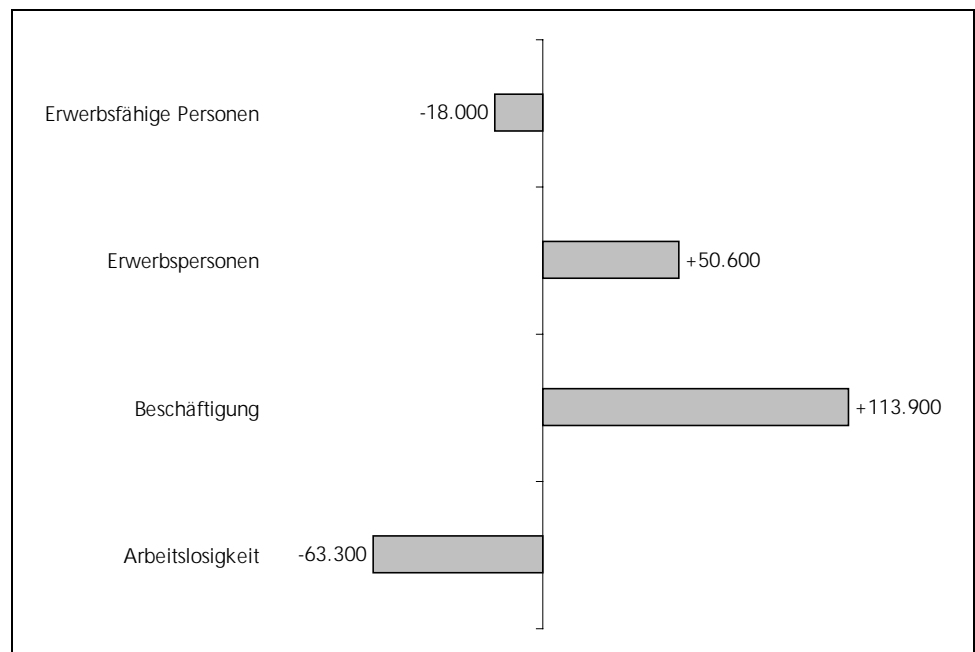 Erwerbsfähige Personen -18.000
Erwerbspersonen +50.600
Beschäftigung +113.900
Arbeitslosigkeit -63.300